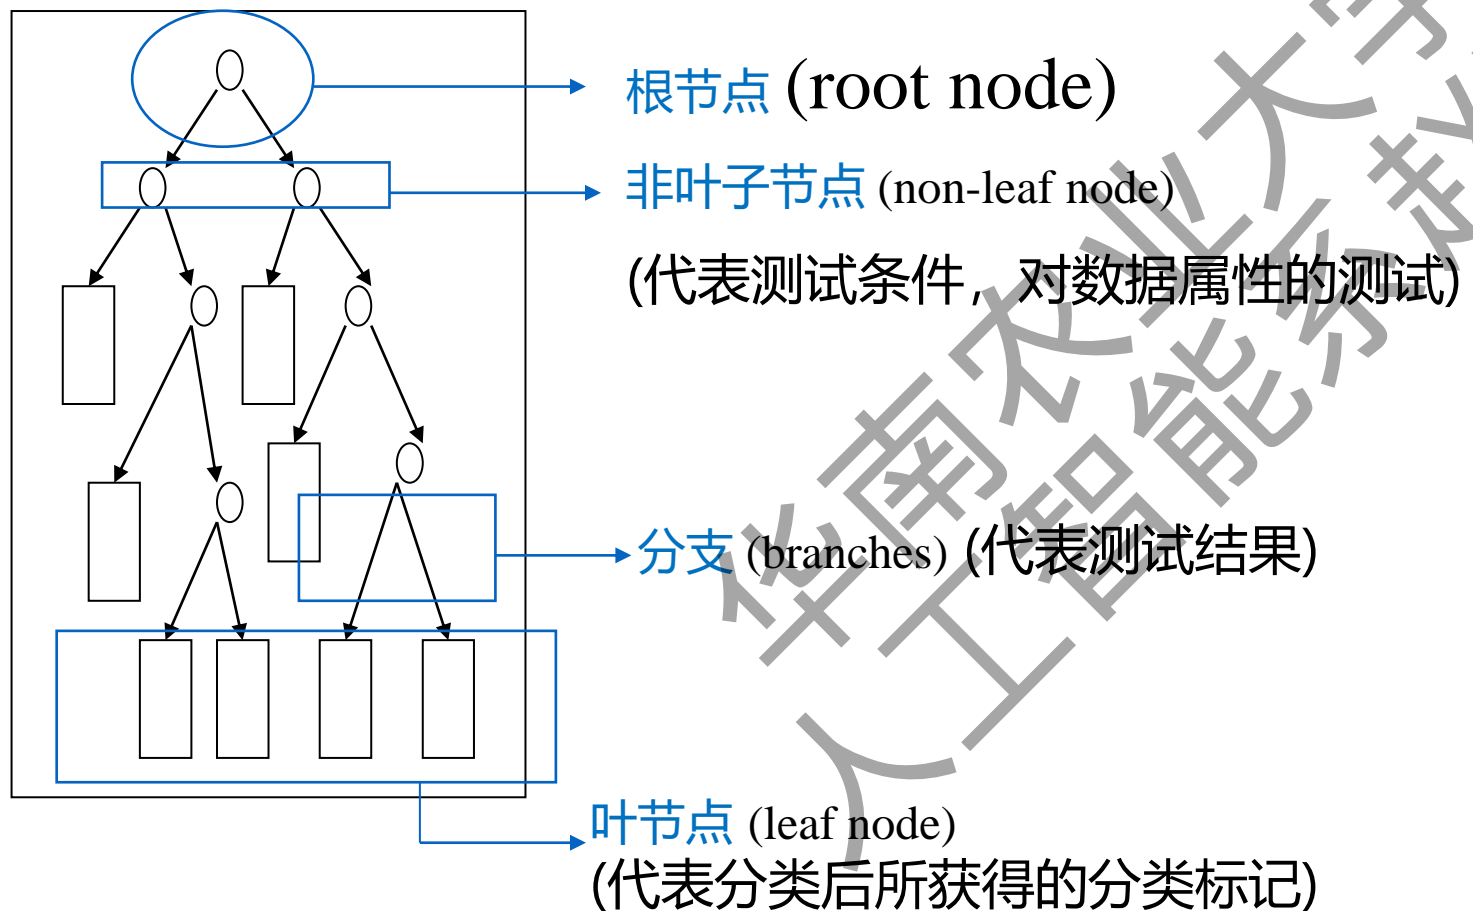 根节点 (root node)
非叶子节点 (non-leaf node)
(代表测试条件，对数据属性的测试)
分支 (branches) (代表测试结果)
叶节点 (leaf node)
(代表分类后所获得的分类标记)
华南农业大学
人工智能系赵